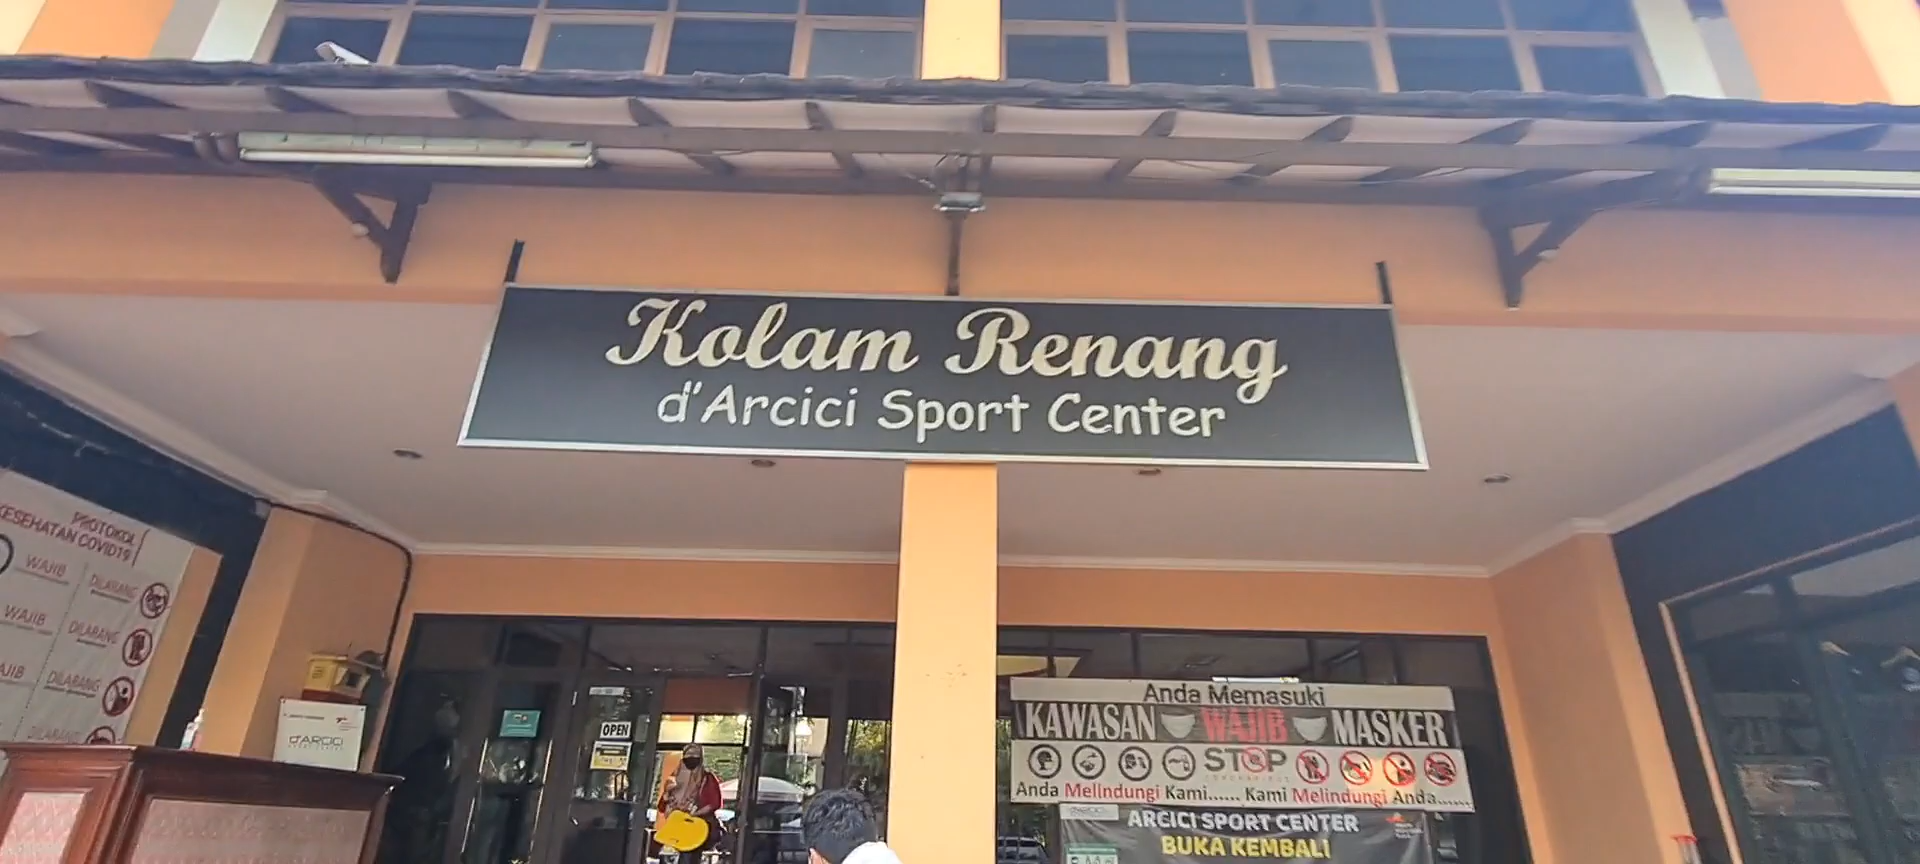 Kolam Renang
d'Arcici Sport Center
PROTOKOL
KESEHATAN COVID19
WAJIB
DILARANG
WAJIB
DILARANG
WAJIB
DILARANG
DILARANG
d'ARCICI
OPEN
Anda Memasuki
KAWASAN WAJIB MASKER
STOP
Anda Melindungi Kami...... Kami Melindungi Anda.......
ARCICI SPORT CENTER
BUKA KEMBALI